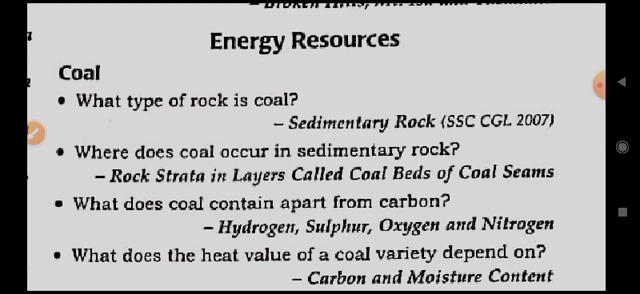 Energy Resources
Coal
• What type of rock is coal?
– Sedimentary Rock (SSC CGL 2007)
• Where does coal occur in sedimentary rock?
– Rock Strata in Layers Called Coal Beds of Coal Seams
• What does coal contain apart from carbon?
– Hydrogen, Sulphur, Oxygen and Nitrogen
• What does the heat value of a coal variety depend on?
– Carbon and Moisture Content